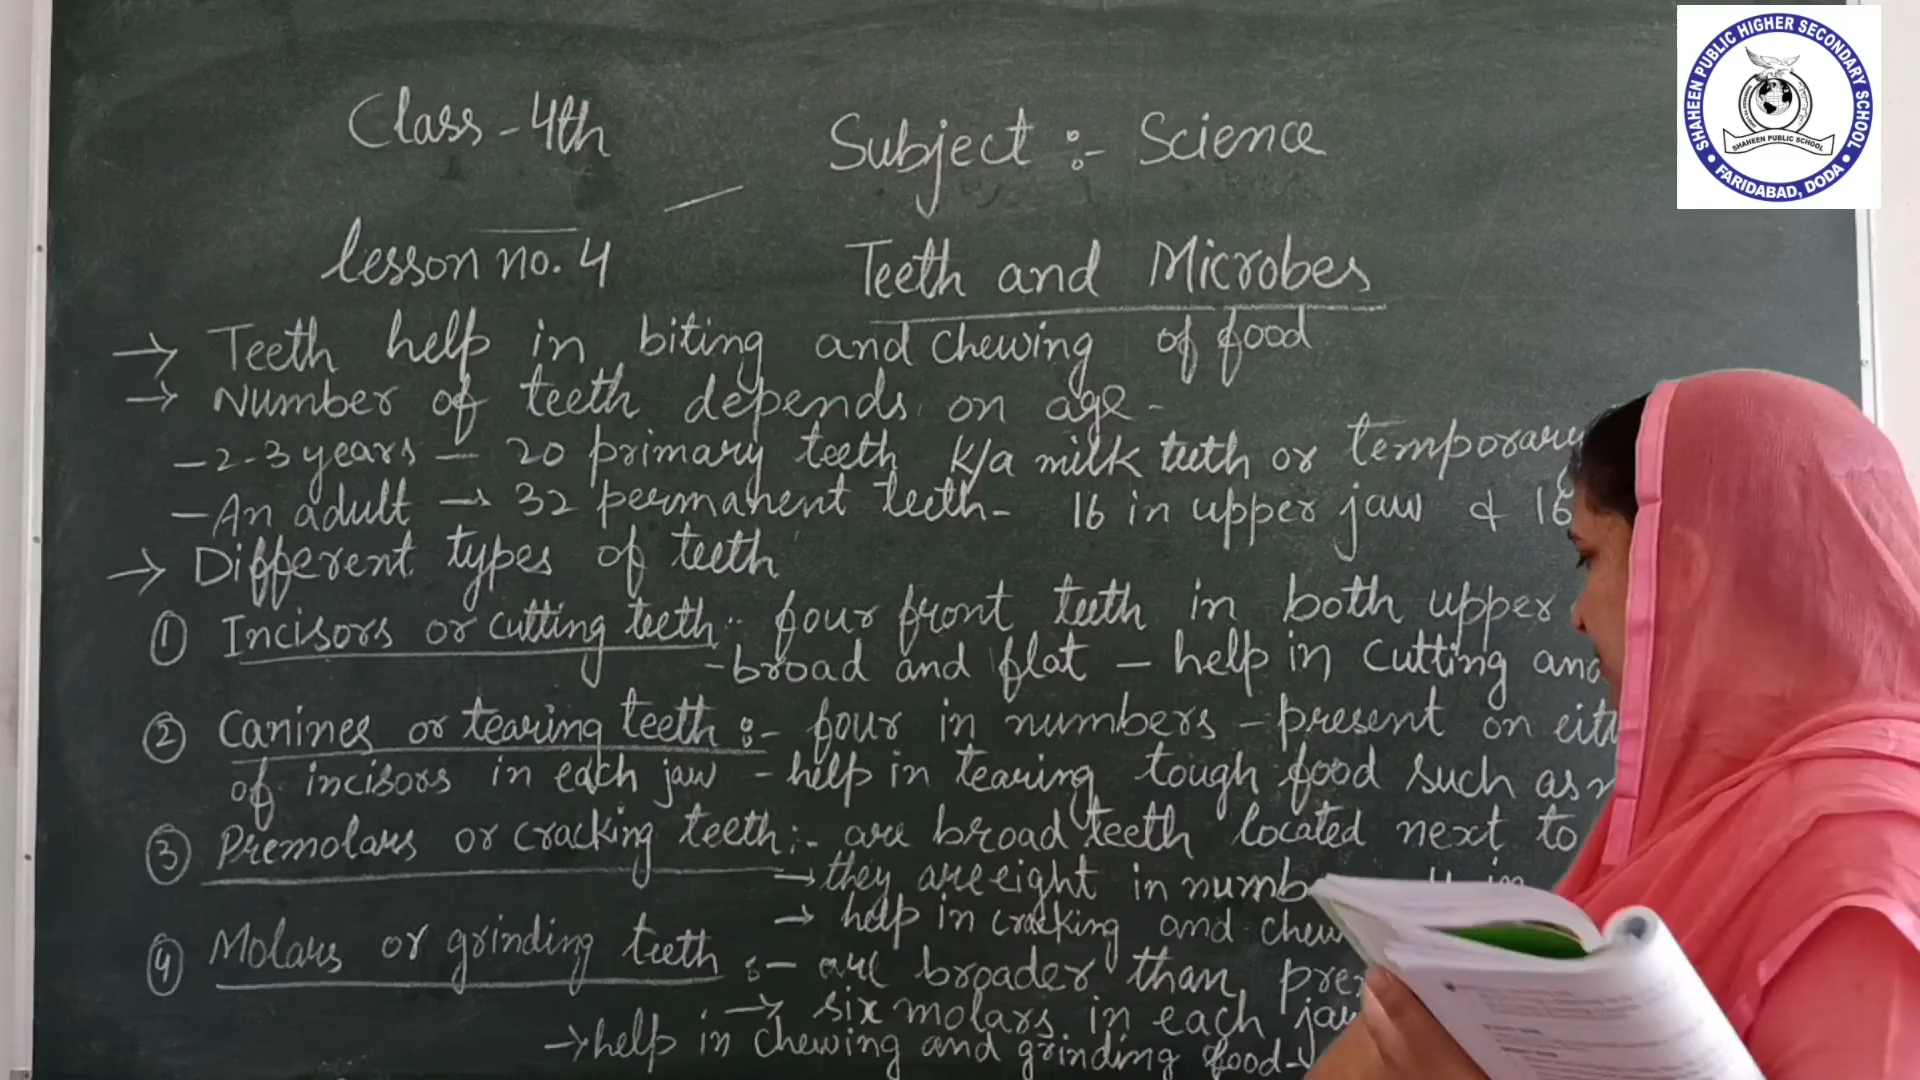 Class - 4th
Subject :- Science
lesson no. 4
Teeth and Microbes
→ Teeth help in biting and chewing of food
→ Number of teeth depends on age -
- 2-3 years — 20 primary teeth k/a milk teeth or temporary
- An adult → 32 permanent teeth - 16 in upper jaw & 16
→ Different types of teeth
① Incisors or cutting teeth :- four front teeth in both upper
- broad and flat - help in cutting and
② Canines or tearing teeth :- four in numbers - present on
of incisors in each jaw - help in tearing tough food such as
③ Premolars or cracking teeth :- are broad teeth located next to
→ they are eight in 4 in
→ help in cracking and
④ Molars or grinding teeth :- are broader than
→ six molars in each jaw
→ help in chewing and grinding food -
SHAHEEN PUBLIC HIGHER SECONDARY SCHOOL
SHAHEEN PUBLIC SCHOOL
FARIDABAD, DODA